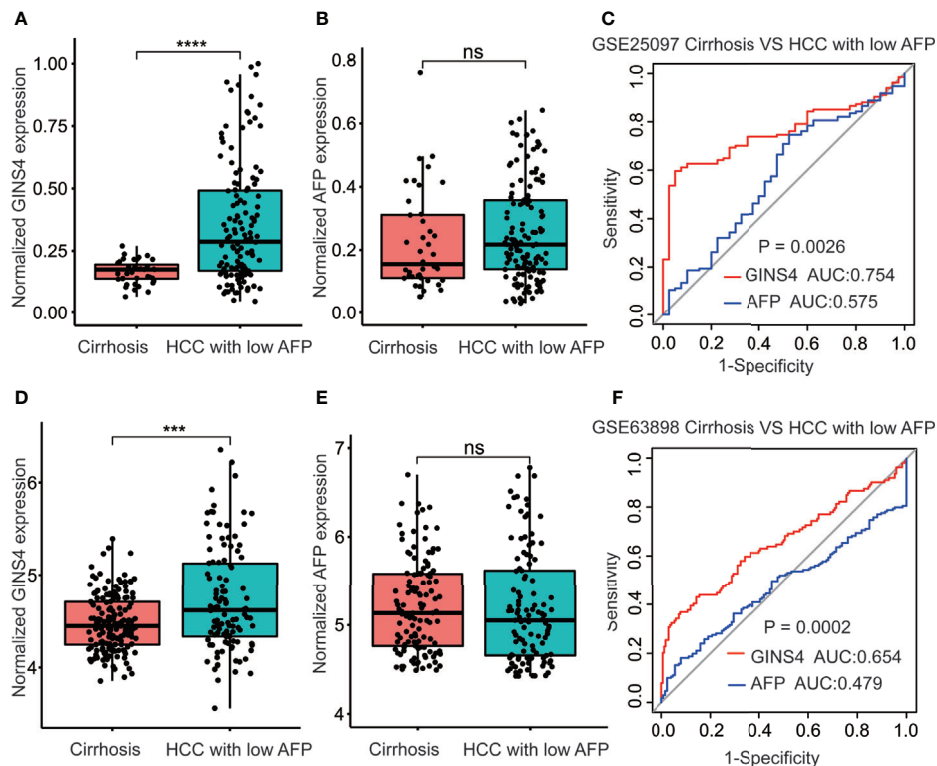 A
B
C
****
ns
GSE25097 Cirrhosis VS HCC with low AFP
Normalized GINS4 expression
1.00
0.75
0.50
0.25
0.00
Cirrhosis
HCC with low AFP
Normalized AFP expression
0.8
0.6
0.4
0.2
0.0
Cirrhosis
HCC with low AFP
Sensitivity
1.0
0.8
0.6
0.4
0.2
0.0
P = 0.0026
GINS4 AUC:0.754
AFP AUC:0.575
0.0 0.2 0.4 0.6 0.8 1.0
1-Specificity
D
E
F
***
ns
GSE63898 Cirrhosis VS HCC with low AFP
Normalized GINS4 expression
6
5
4
Cirrhosis
HCC with low AFP
Normalized AFP expression
7
6
5
4
Cirrhosis
HCC with low AFP
Sensitivity
1.0
0.8
0.6
0.4
0.2
0.0
P = 0.0002
GINS4 AUC:0.654
AFP AUC:0.479
0.0 0.2 0.4 0.6 0.8 1.0
1-Specificity